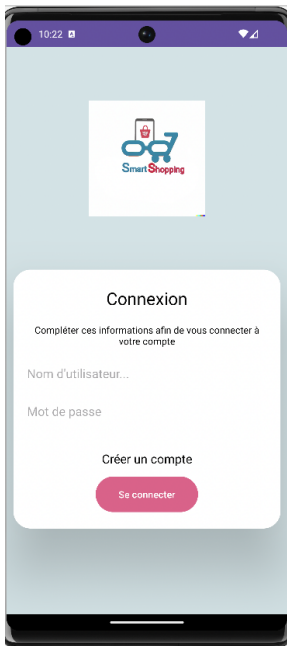 10:22
SmartShopping
Connexion
Compléter ces informations afin de vous connecter à
votre compte
Nom d'utilisateur...
Mot de passe
Créer un compte
Se connecter